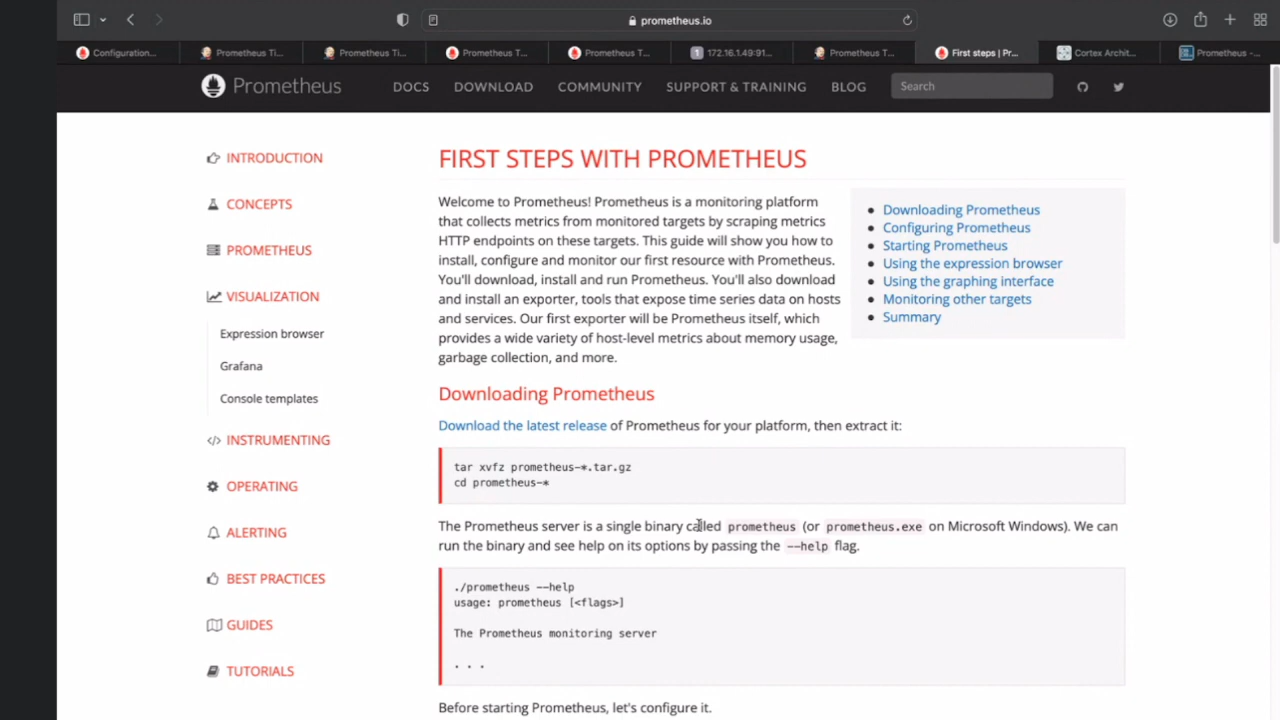 prometheus.io
Configuration...
Prometheus Ti...
Prometheus Ti...
Prometheus T...
Prometheus T...
1 172.16.1.49:91...
Prometheus T...
First steps | Pr...
Cortex Archit...
Prometheus -...
Prometheus
DOCS
DOWNLOAD
COMMUNITY
SUPPORT & TRAINING
BLOG
Search
INTRODUCTION
CONCEPTS
PROMETHEUS
VISUALIZATION
Expression browser
Grafana
Console templates
INSTRUMENTING
OPERATING
ALERTING
BEST PRACTICES
GUIDES
TUTORIALS
FIRST STEPS WITH PROMETHEUS
Welcome to Prometheus! Prometheus is a monitoring platform
that collects metrics from monitored targets by scraping metrics
HTTP endpoints on these targets. This guide will show you how to
install, configure and monitor our first resource with Prometheus.
You'll download, install and run Prometheus. You'll also download
and install an exporter, tools that expose time series data on hosts
and services. Our first exporter will be Prometheus itself, which
provides a wide variety of host-level metrics about memory usage,
garbage collection, and more.
Downloading Prometheus
Configuring Prometheus
Starting Prometheus
Using the expression browser
Using the graphing interface
Monitoring other targets
Summary
Downloading Prometheus
Download the latest release of Prometheus for your platform, then extract it:
tar xvfz prometheus-*.tar.gz
cd prometheus-*
The Prometheus server is a single binary called prometheus (or prometheus.exe on Microsoft Windows). We can
run the binary and see help on its options by passing the --help flag.
./prometheus --help
usage: prometheus [<flags>]
The Prometheus monitoring server
. . .
Before starting Prometheus, let's configure it.